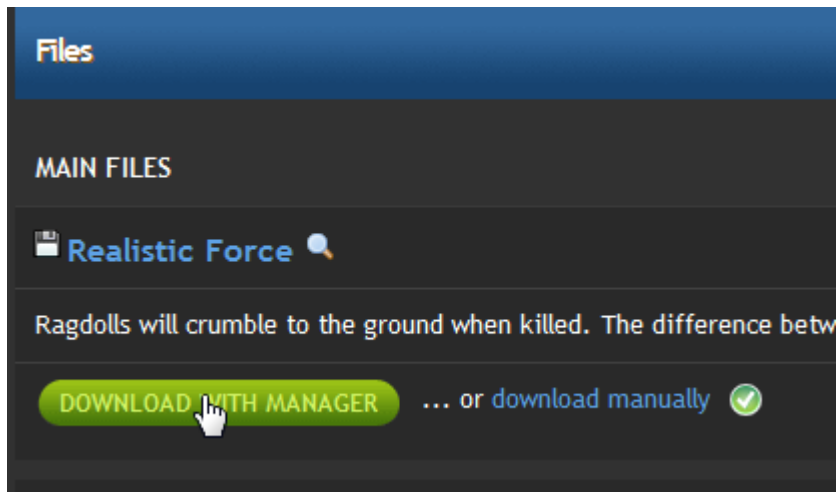 Files
MAIN FILES
Realistic Force
Ragdolls will crumble to the ground when killed. The difference betw
DOWNLOAD WITH MANAGER ... or download manually